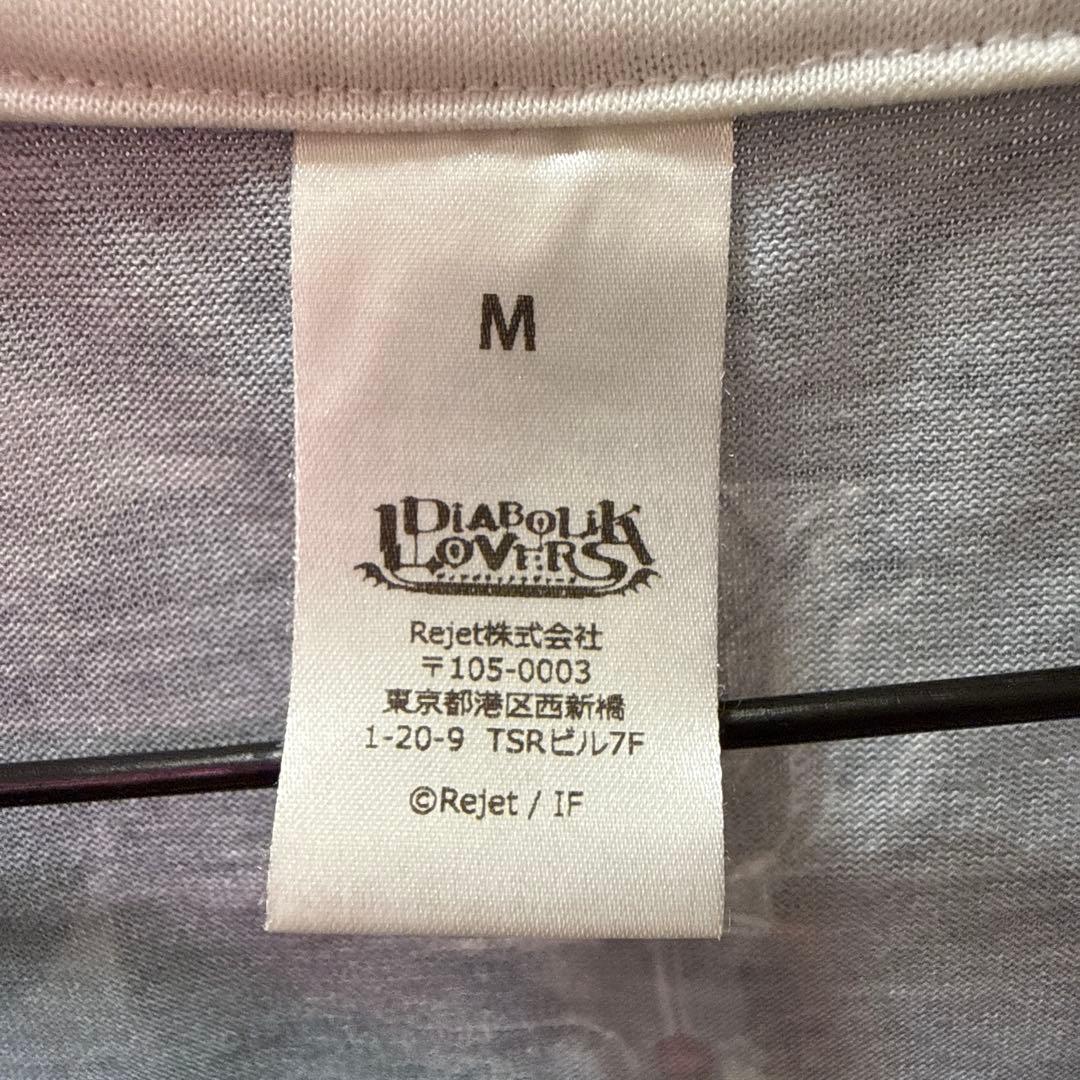 M
DIABOLIK
LOVERS
Rejet株式会社
〒105-0003
東京都港区西新橋
1-20-9 TSRビル7F
©Rejet / IF